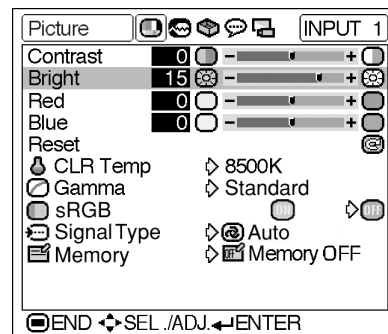 Picture INPUT 1
Contrast 0 - +
Bright 15 - +
Red 0 - +
Blue 0 - +
Reset
CLR Temp 8500K
Gamma Standard
sRGB ON OFF
Signal Type Auto
Memory OFF Memory OFF
END SEL ./ADJ. ENTER